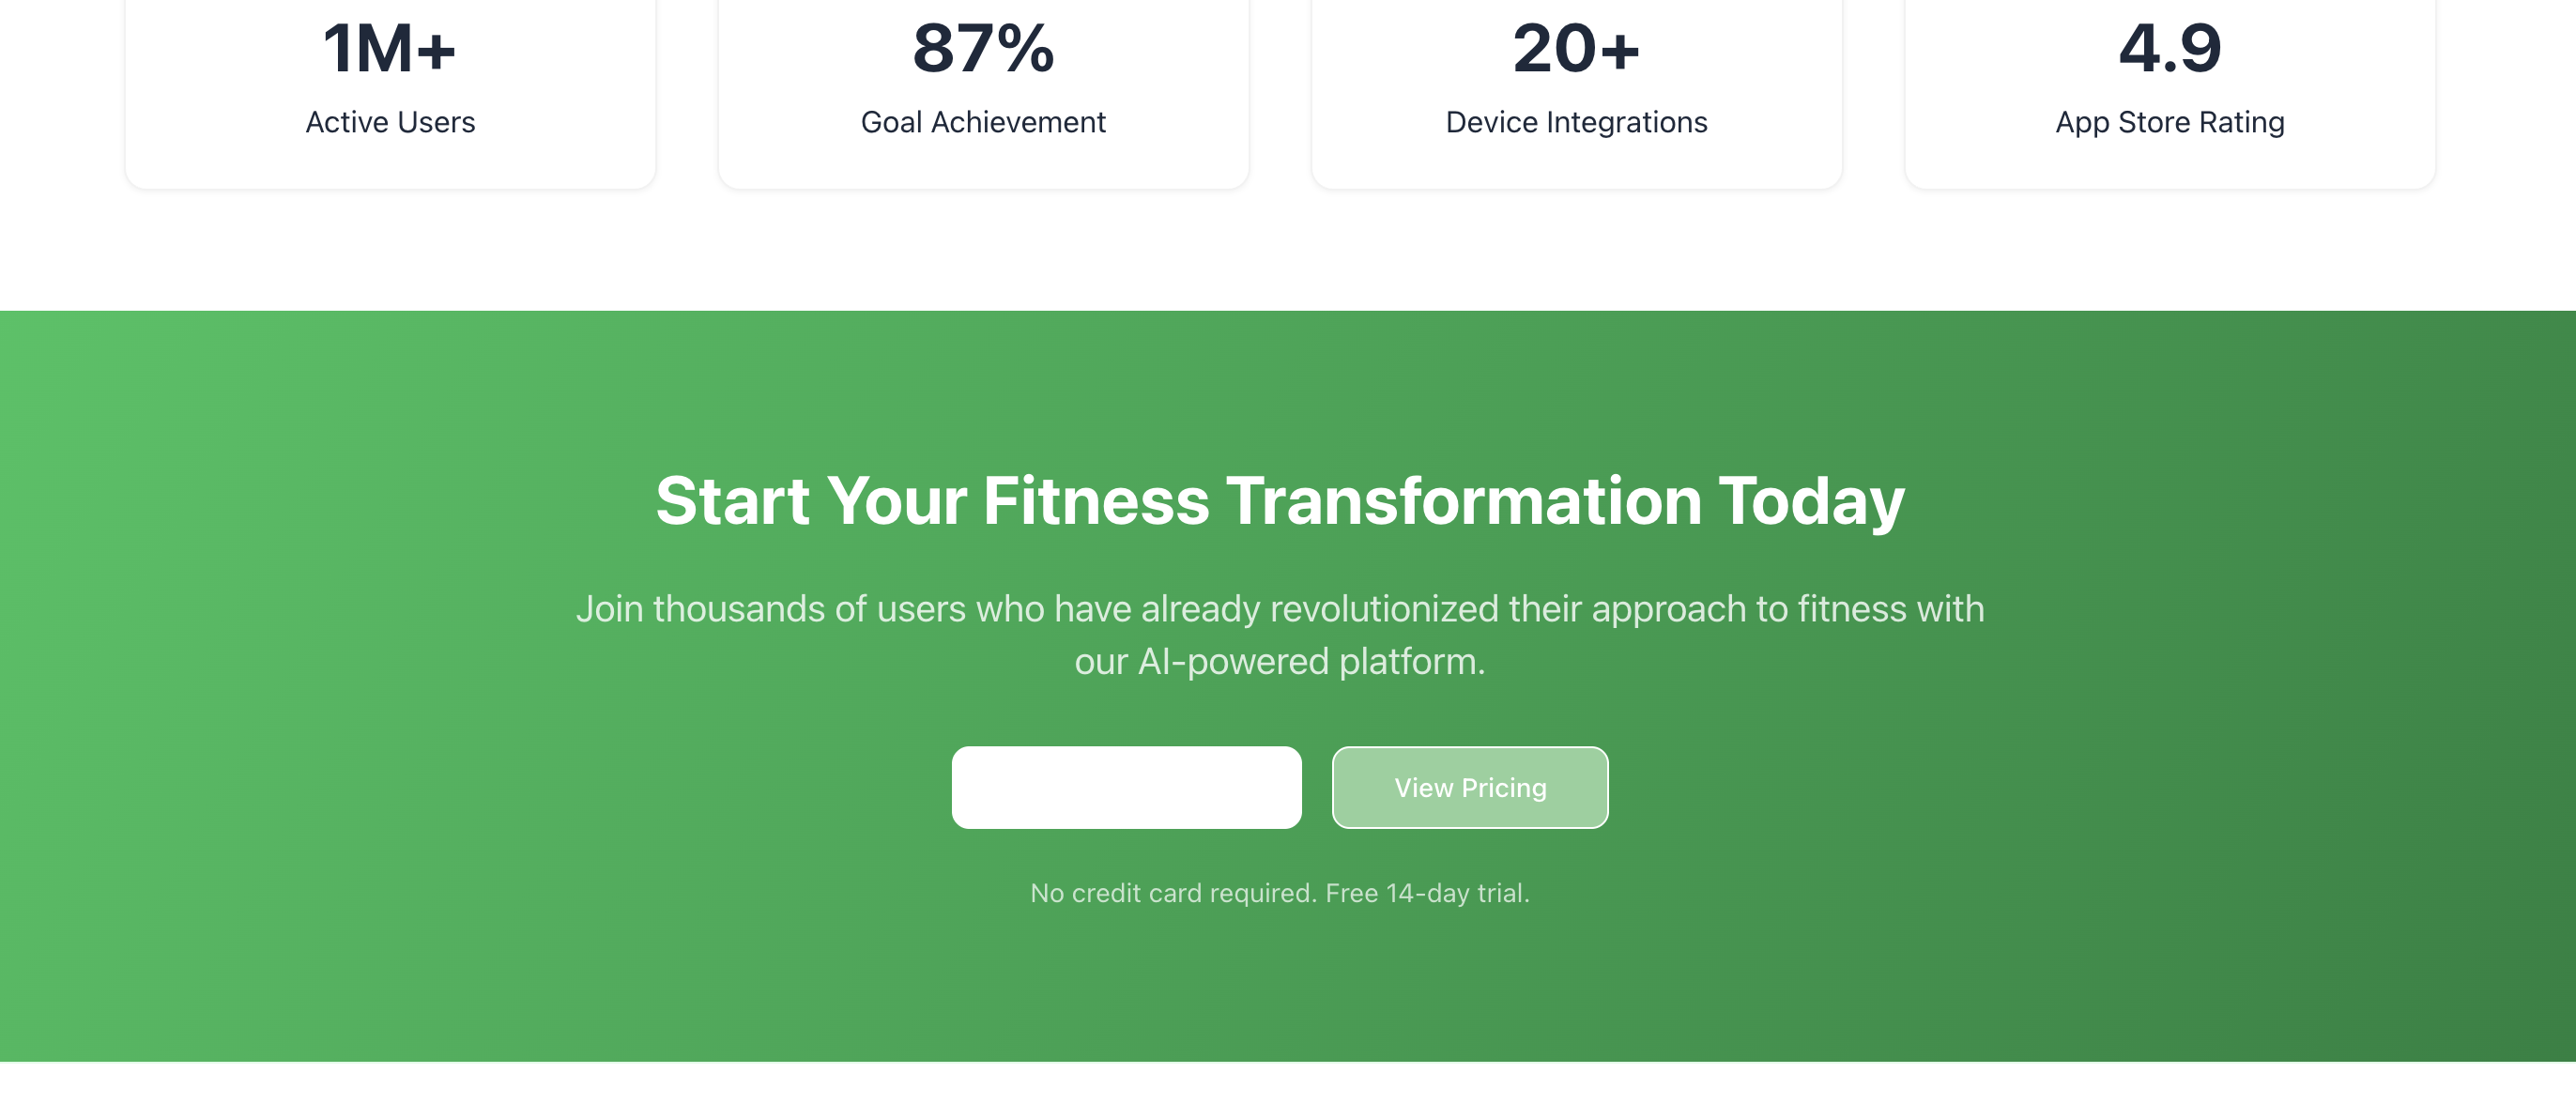 1M+
Active Users
87%
Goal Achievement
20+
Device Integrations
4.9
App Store Rating
Start Your Fitness Transformation Today
Join thousands of users who have already revolutionized their approach to fitness with
our AI-powered platform.
View Pricing
No credit card required. Free 14-day trial.